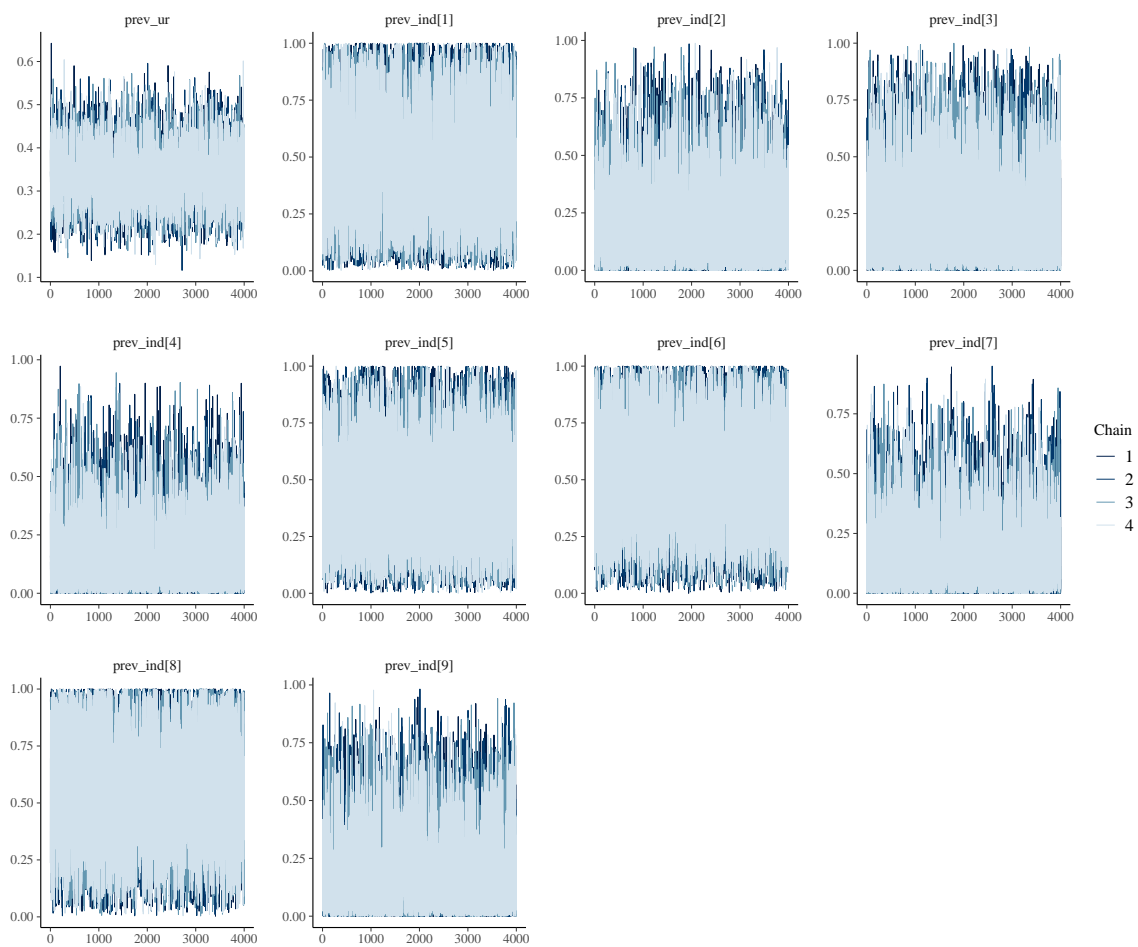 prev_ur prev_ind[1] prev_ind[2] prev_ind[3]
0.6 0.5 0.4 0.3 0.2 0.1
1.00 0.75 0.50 0.25 0.00
1.00 0.75 0.50 0.25 0.00
1.00 0.75 0.50 0.25 0.00
0 1000 2000 3000 4000 0 1000 2000 3000 4000 0 1000 2000 3000 4000 0 1000 2000 3000 4000
prev_ind[4] prev_ind[5] prev_ind[6] prev_ind[7]
1.00 0.75 0.50 0.25 0.00
1.00 0.75 0.50 0.25 0.00
1.00 0.75 0.50 0.25 0.00
0.75 0.50 0.25 0.00
0 1000 2000 3000 4000 0 1000 2000 3000 4000 0 1000 2000 3000 4000 0 1000 2000 3000 4000
Chain
1
2
3
4
prev_ind[8] prev_ind[9]
1.00 0.75 0.50 0.25 0.00
1.00 0.75 0.50 0.25 0.00
0 1000 2000 3000 4000 0 1000 2000 3000 4000